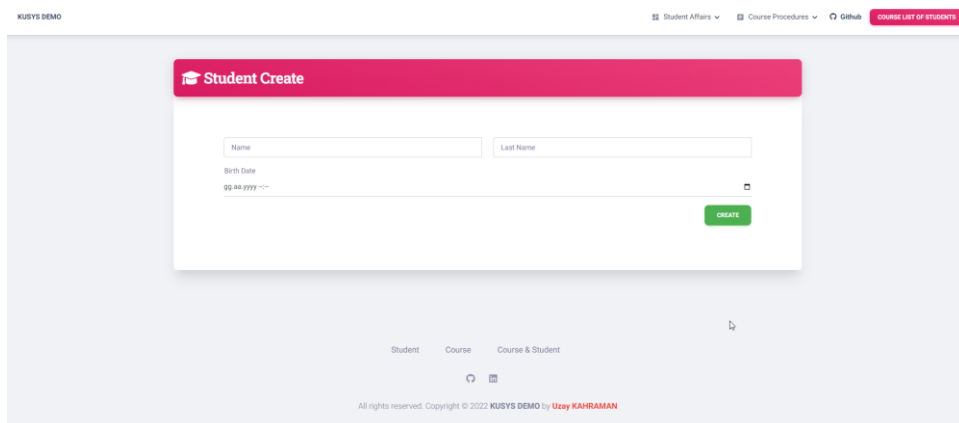 KUSYS DEMO Student Affairs Course Procedures Github COURSE LIST OF STUDENTS
Student Create
Name Last Name
Birth Date
gg.aa.yyyy --:--
CREATE
Student Course Course & Student
All rights reserved. Copyright © 2022 KUSYS DEMO by Uzay KAHRAMAN